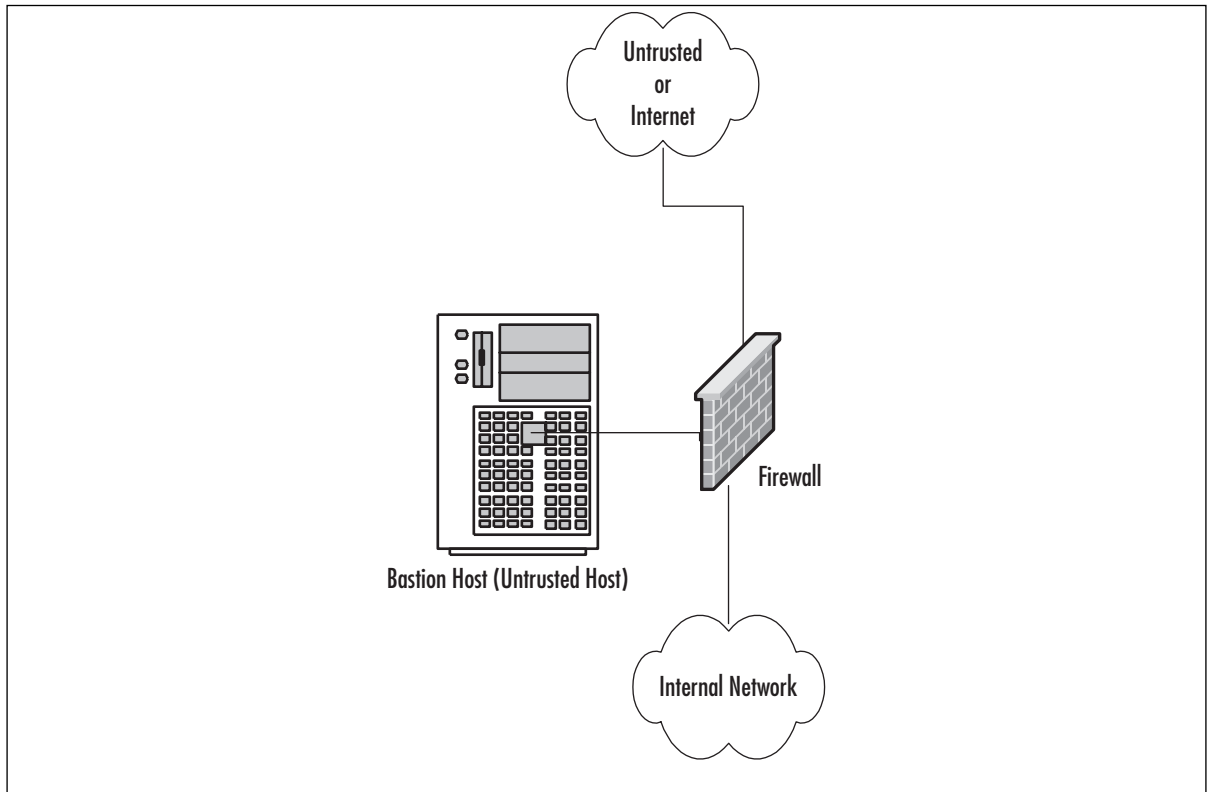 Untrusted
or
Internet
Firewall
Bastion Host (Untrusted Host)
Internal Network